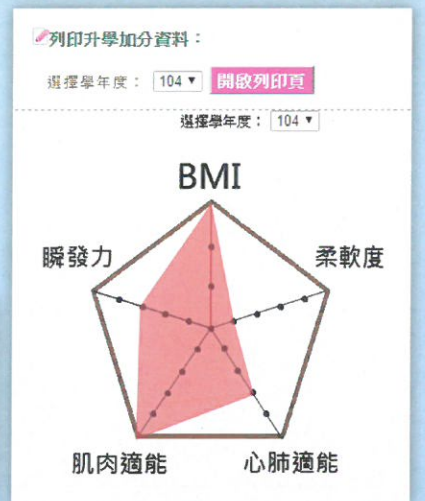 列印升學加分資料：
選擇學年度： 104 ▼ 開啟列印頁
選擇學年度： 104 ▼
BMI
瞬發力 柔軟度
肌肉適能 心肺適能